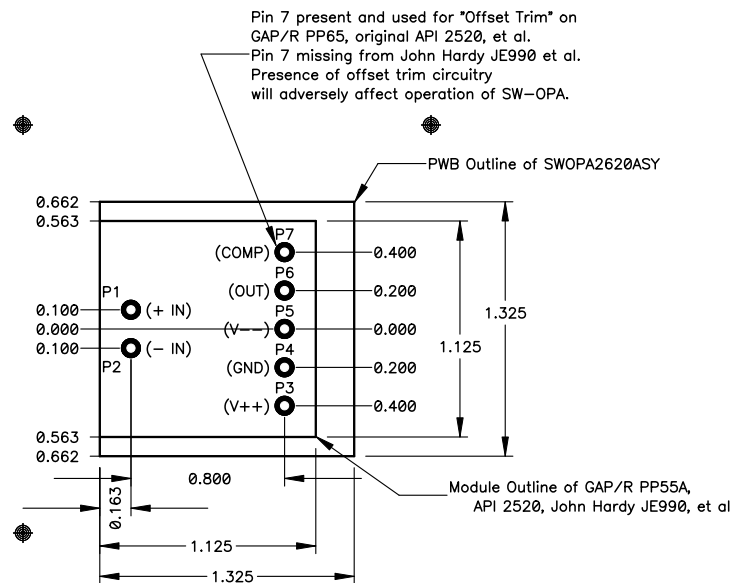 Pin 7 present and used for "Offset Trim" on
GAP/R PP65, original API 2520, et al.
Pin 7 missing from John Hardy JE990 et al.
Presence of offset trim circuitry
will adversely affect operation of SW-OPA.
PWB Outline of SWOPA2620ASY
0.662
0.563
P7
(COMP)
0.400
P6
P1
(OUT)
0.200
0.100
(+ IN)
P5
1.325
0.000
(V--)
0.000
1.125
0.100
(- IN)
P4
P2
(GND)
0.200
P3
(V++)
0.400
0.563
0.662
0.800
0.163
Module Outline of GAP/R PP55A,
API 2520, John Hardy JE990, et al
1.125
1.325